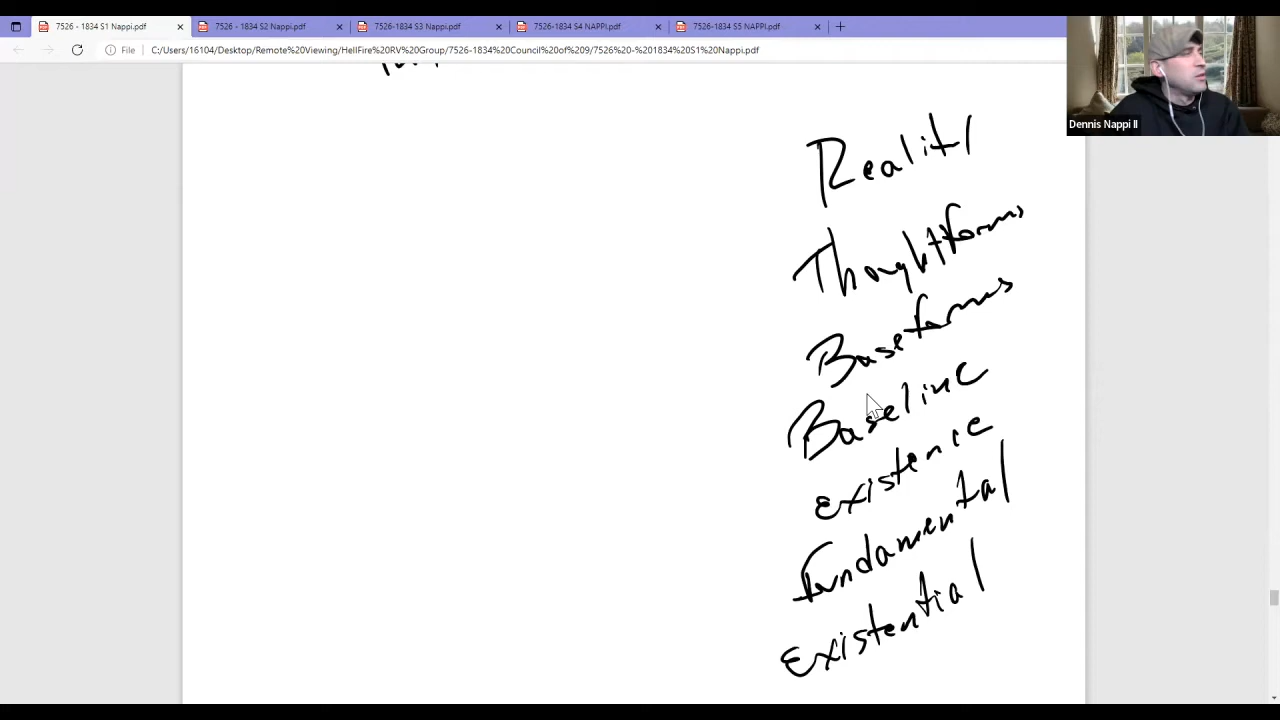 7526 - 1834 S1 Nappi.pdf
7526 - 1834 S2 Nappi.pdf
7526-1834 S3 Nappi.pdf
7526-1834 S4 NAPPI.pdf
7526-1834 S5 NAPPI.pdf
File C:/Users/16104/Desktop/Remote%20Viewing/HellFire%20RV%20Group/7526-1834%20Council%20of%209/7526%20-%201834%20S1%20Nappi.pdf
Dennis Nappi II
Reality
Thoughtforms
Baseforms
Baseline
existence
fundamental
Existential